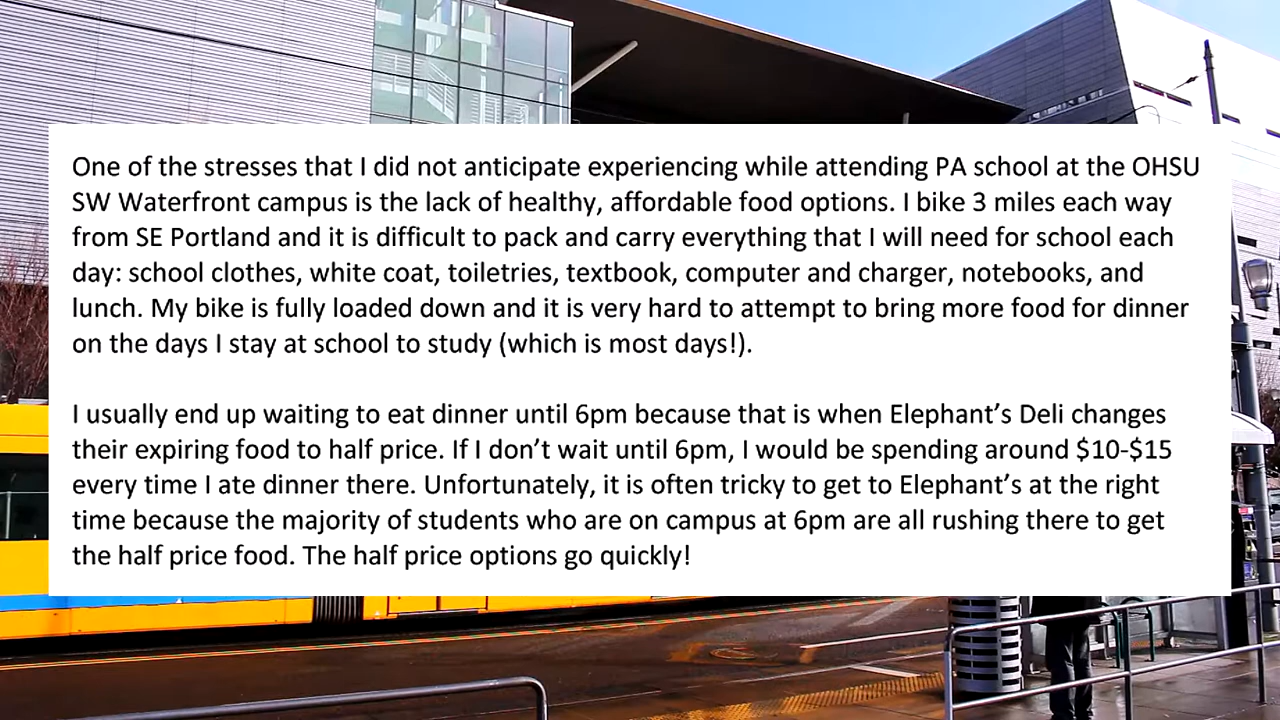 One of the stresses that I did not anticipate experiencing while attending PA school at the OHSU
SW Waterfront campus is the lack of healthy, affordable food options. I bike 3 miles each way
from SE Portland and it is difficult to pack and carry everything that I will need for school each
day: school clothes, white coat, toiletries, textbook, computer and charger, notebooks, and
lunch. My bike is fully loaded down and it is very hard to attempt to bring more food for dinner
on the days I stay at school to study (which is most days!).
I usually end up waiting to eat dinner until 6pm because that is when Elephant’s Deli changes
their expiring food to half price. If I don’t wait until 6pm, I would be spending around $10-$15
every time I ate dinner there. Unfortunately, it is often tricky to get to Elephant’s at the right
time because the majority of students who are on campus at 6pm are all rushing there to get
the half price food. The half price options go quickly!